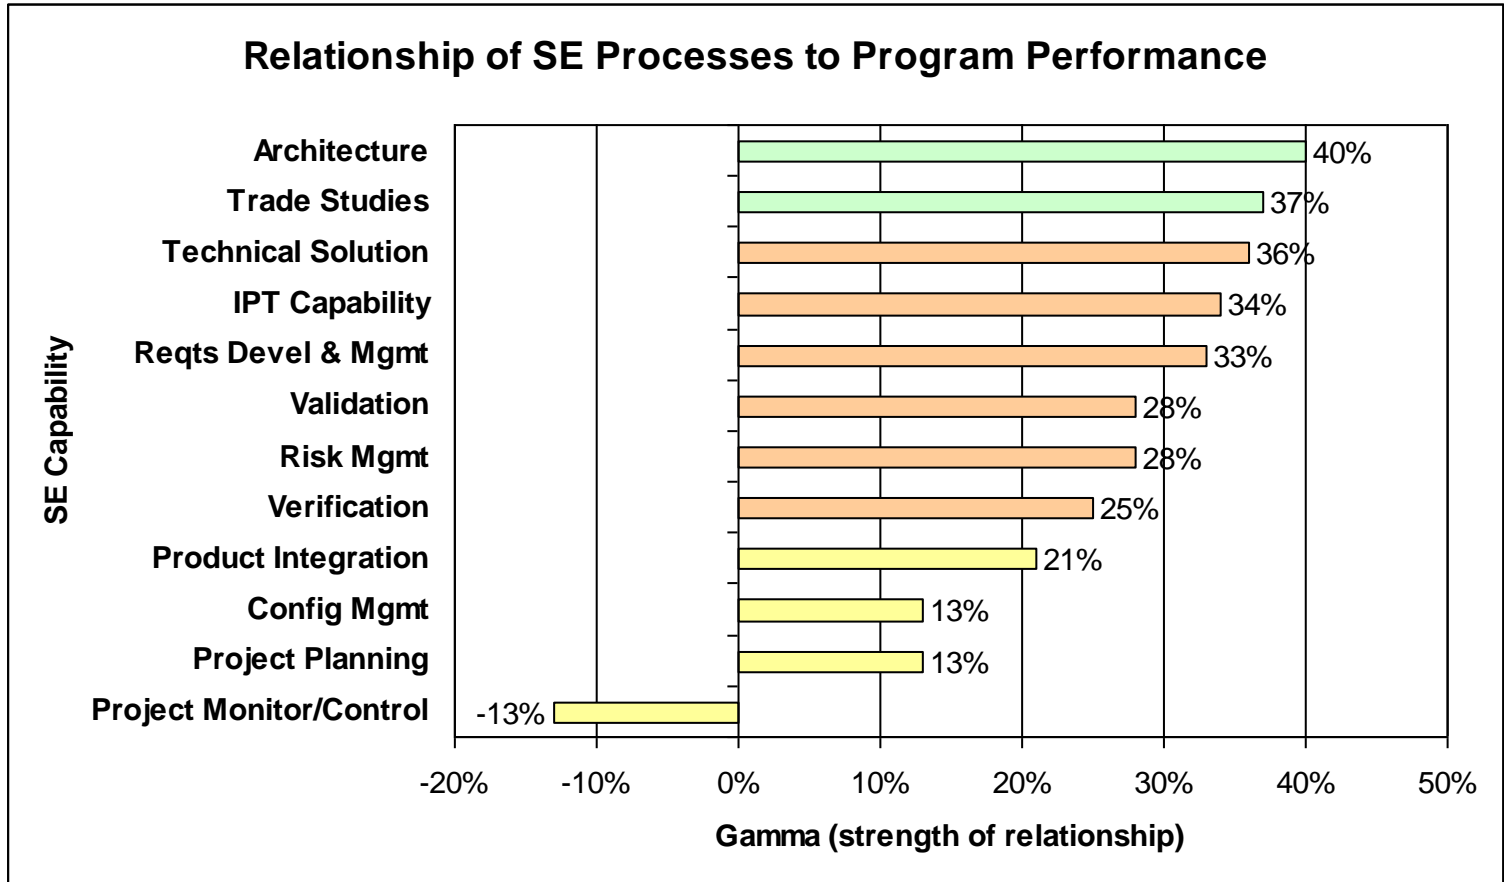 Relationship of SE Processes to Program Performance
SE Capability
Architecture 40%
Trade Studies 37%
Technical Solution 36%
IPT Capability 34%
Reqts Devel & Mgmt 33%
Validation 28%
Risk Mgmt 28%
Verification 25%
Product Integration 21%
Config Mgmt 13%
Project Planning 13%
Project Monitor/Control -13%
-20% -10% 0% 10% 20% 30% 40% 50%
Gamma (strength of relationship)